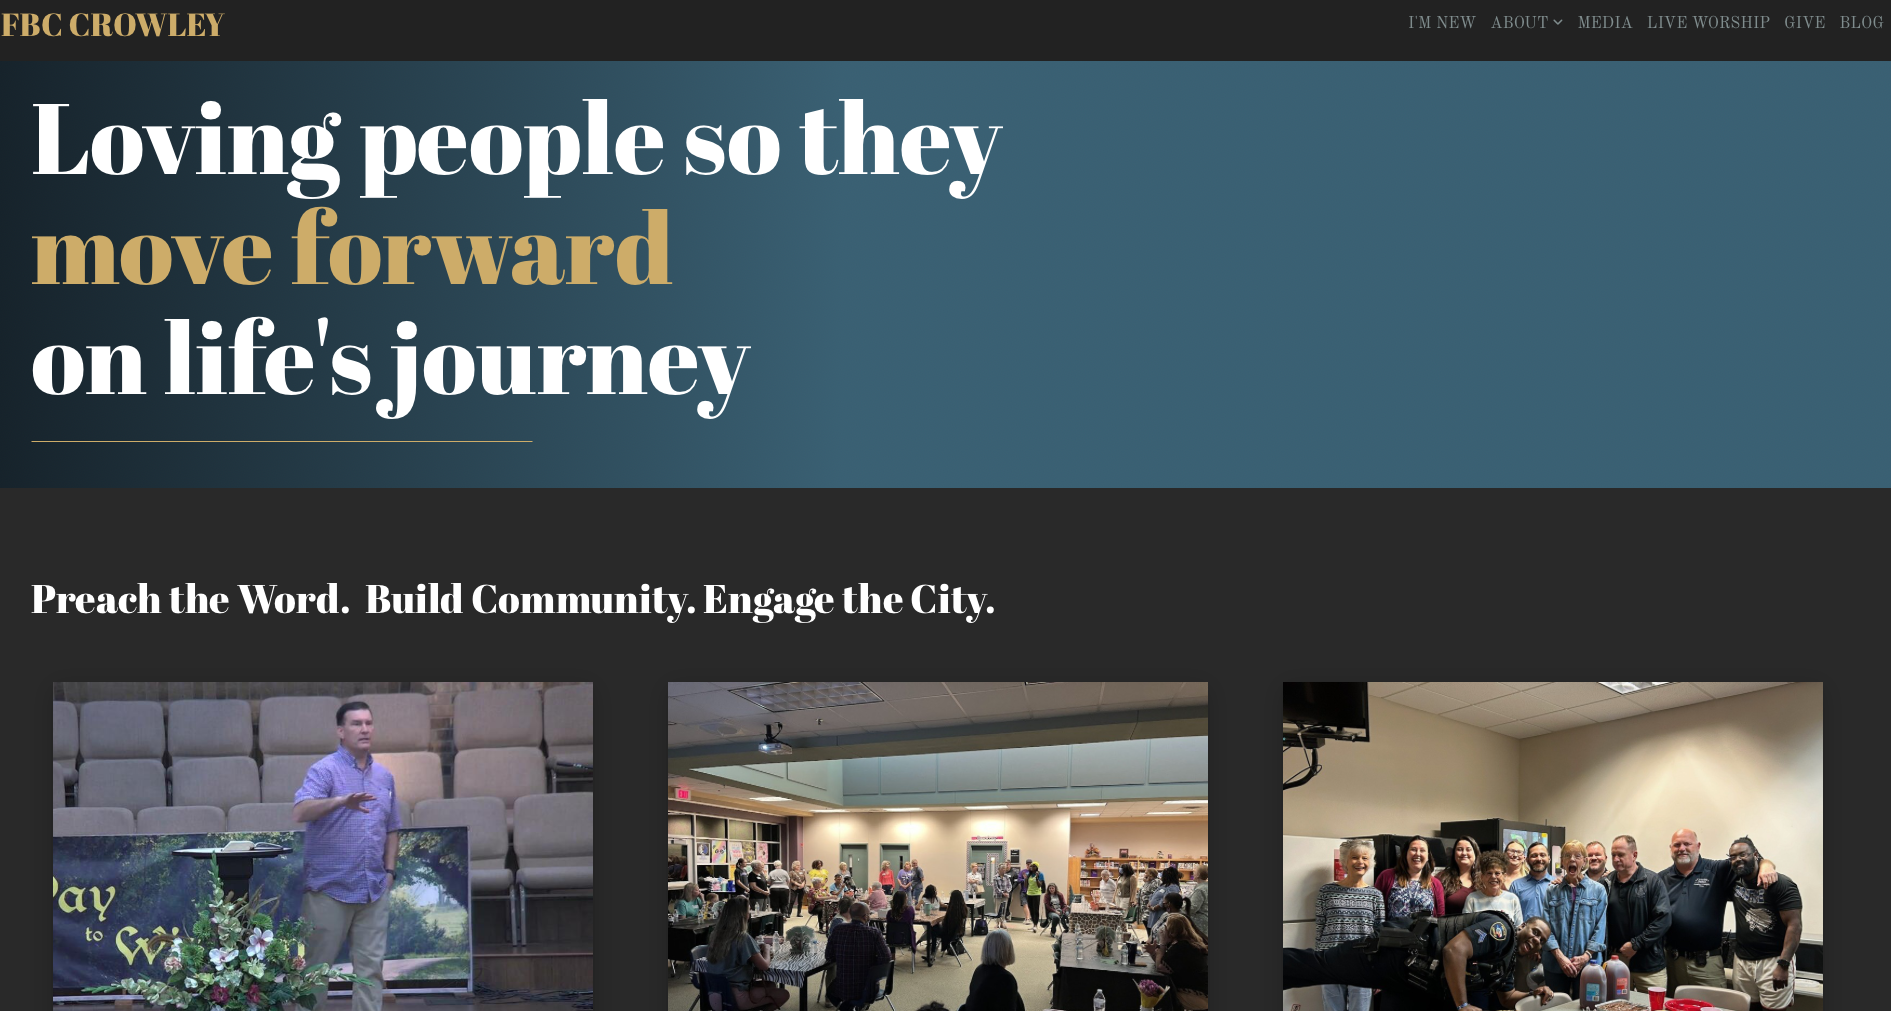 FBC CROWLEY
I'M NEW ABOUT MEDIA LIVE WORSHIP GIVE BLOG
Loving people so they
move forward
on life's journey
Preach the Word.  Build Community. Engage the City.
ay
to